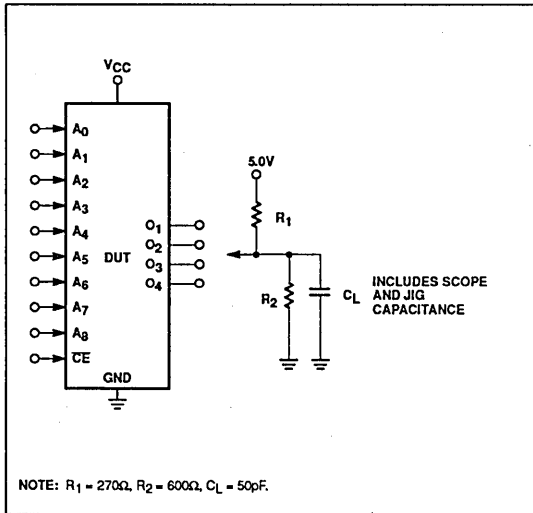 VCC
A0
A1
A2
A3
A4
A5
A6
A7
A8
CE
DUT
GND
O1
O2
O3
O4
5.0V
R1
R2
CL
INCLUDES SCOPE
AND JIG
CAPACITANCE
NOTE: R1 = 270Ω, R2 = 600Ω, CL = 50pF.